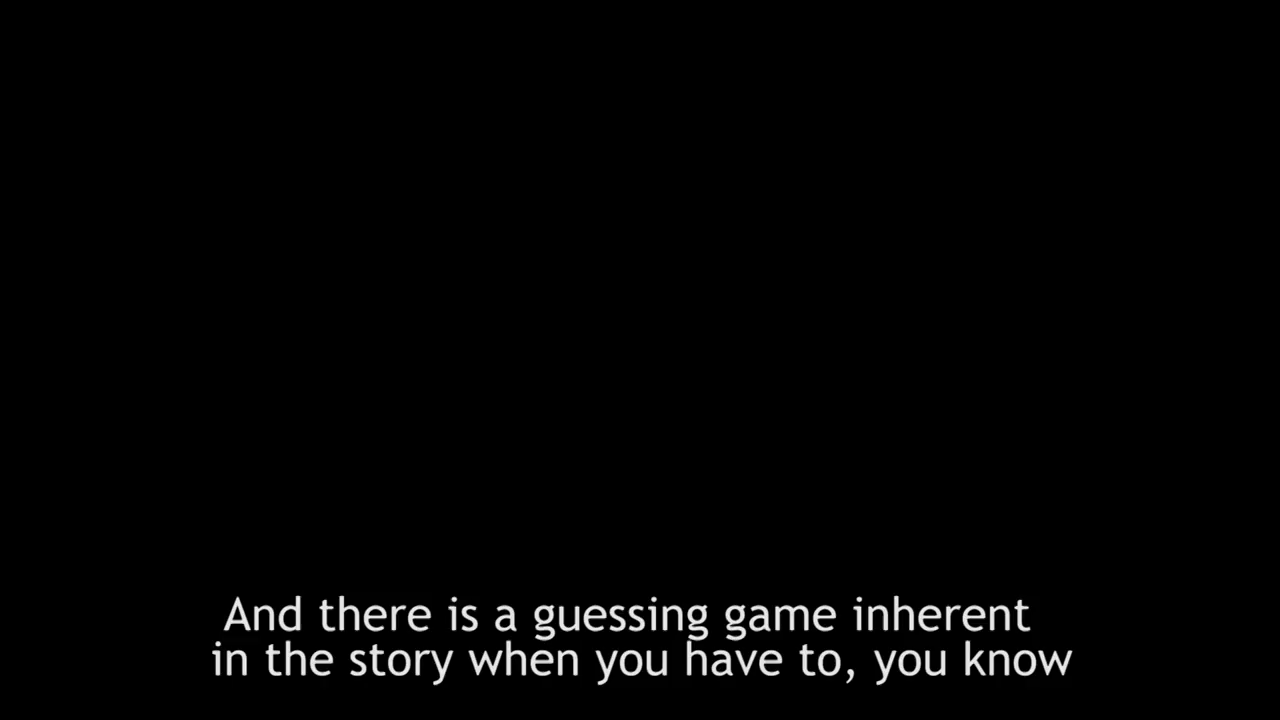 And there is a guessing game inherent
in the story when you have to, you know